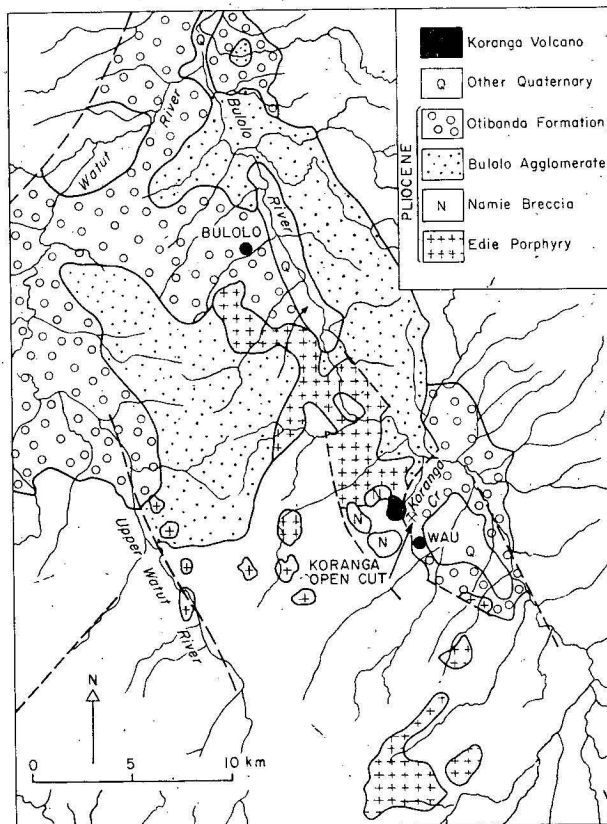 Koranga Volcano
Q Other Quaternary
PLIOCENE
Otibanda Formation
Bulolo Agglomerate
N Namie Breccia
Edie Porphyry
Q
Watut River
Bulolo River
BULOLO
Q
Koranga Cr
N
N
N
WAU
Q
KORANGA
OPEN CUT
Upper Watut River
N
0 5 10 km